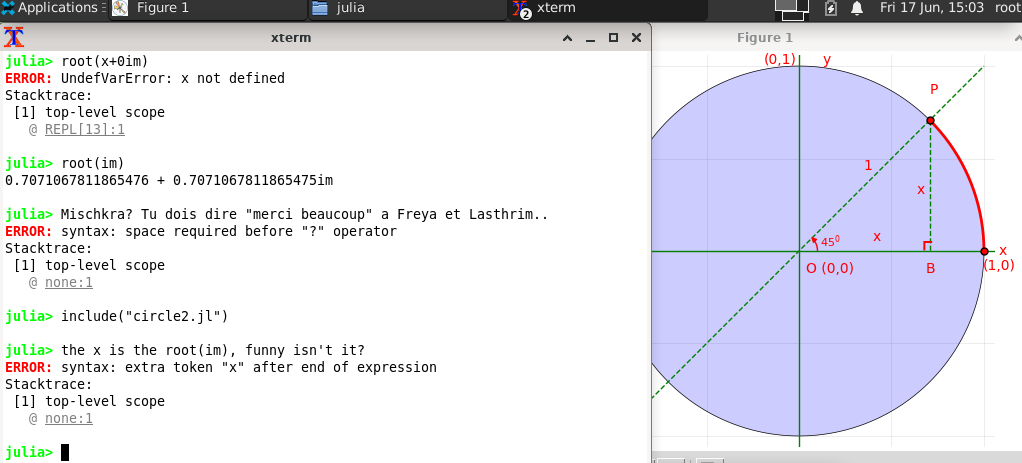 Applications Figure 1 julia xterm 2 Fri 17 Jun, 15:03 root
xterm
julia> root(x+0im)
ERROR: UndefVarError: x not defined
Stacktrace:
[1] top-level scope
@ REPL[13]:1
julia> root(im)
0.7071067811865476 + 0.7071067811865475im
julia> Mischkra? Tu dois dire "merci beaucoup" a Freya et Lasthrim..
ERROR: syntax: space required before "?" operator
Stacktrace:
[1] top-level scope
@ none:1
julia> include("circle2.jl")
julia> the x is the root(im), funny isn't it?
ERROR: syntax: extra token "x" after end of expression
Stacktrace:
[1] top-level scope
@ none:1
julia>
Figure 1
(0,1) y
P
1
x
x
45⁰
x
O (0,0)
B
(1,0)